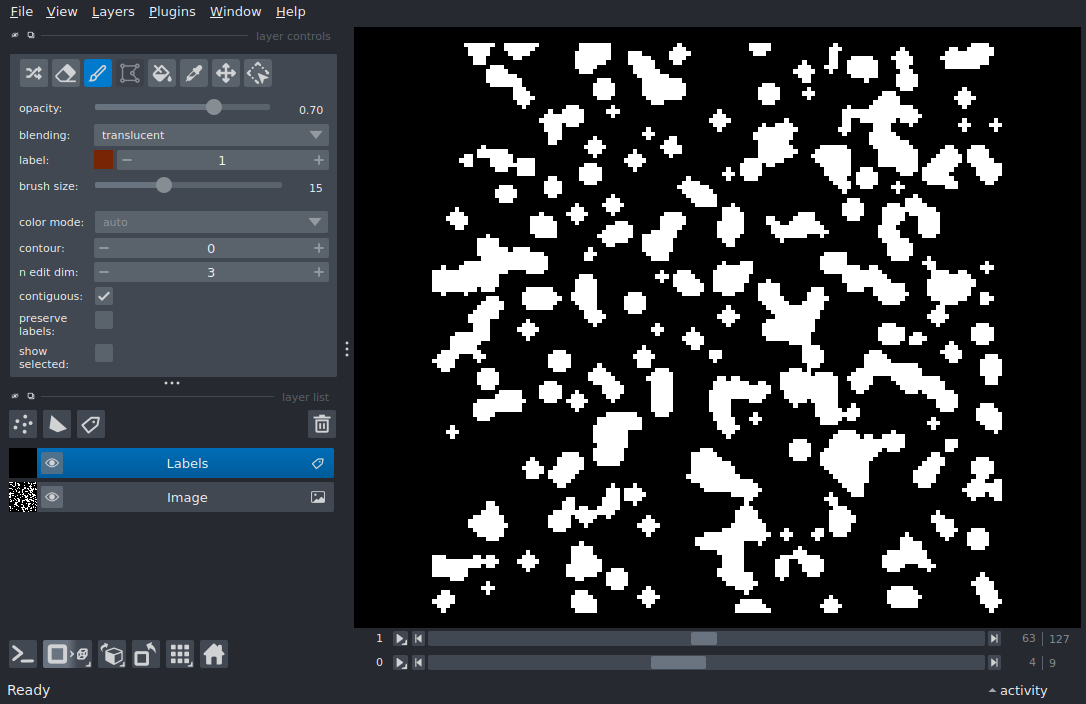 File View Layers Plugins Window Help
layer controls
opacity: 0.70
blending: translucent
label: 1
brush size: 15
color mode: auto
contour: 0
n edit dim: 3
contiguous:
preserve
labels:
show
selected:
layer list
Labels
Image
1 63 127
0 4 9
Ready activity